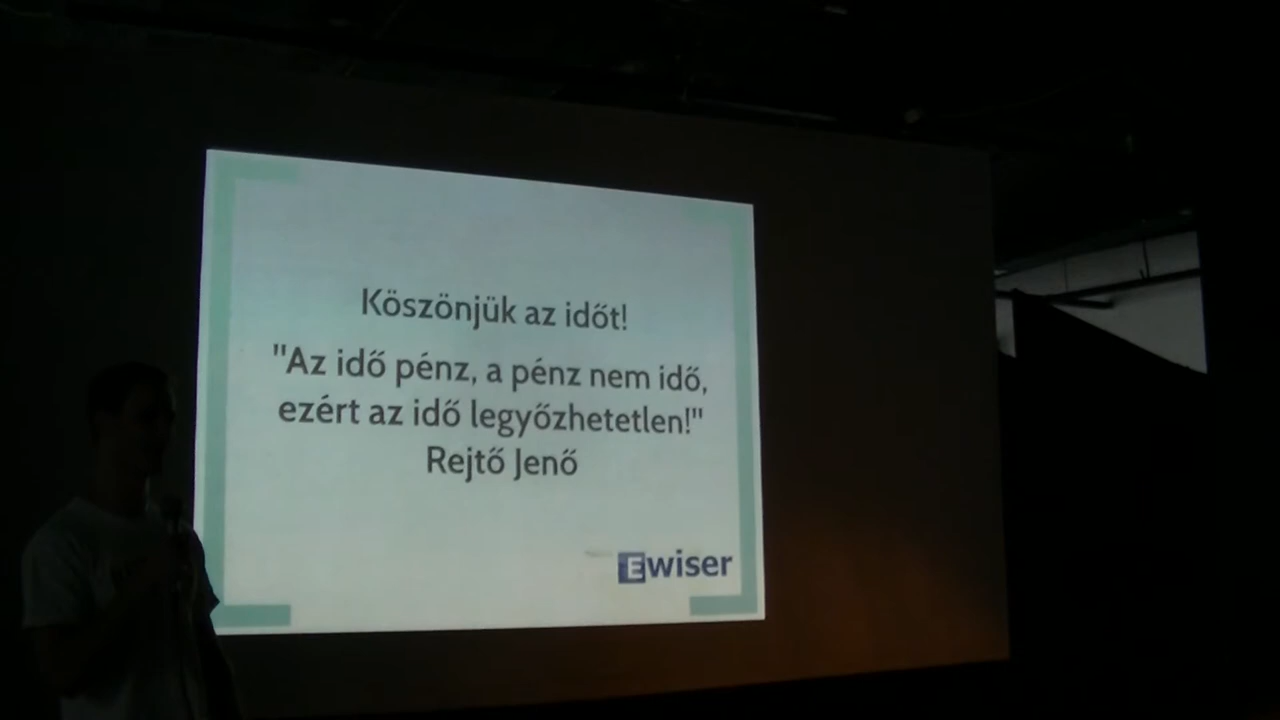 Köszönjük az időt!
"Az idő pénz, a pénz nem idő,
ezért az idő legyőzhetetlen!"
Rejtő Jenő
Ewiser